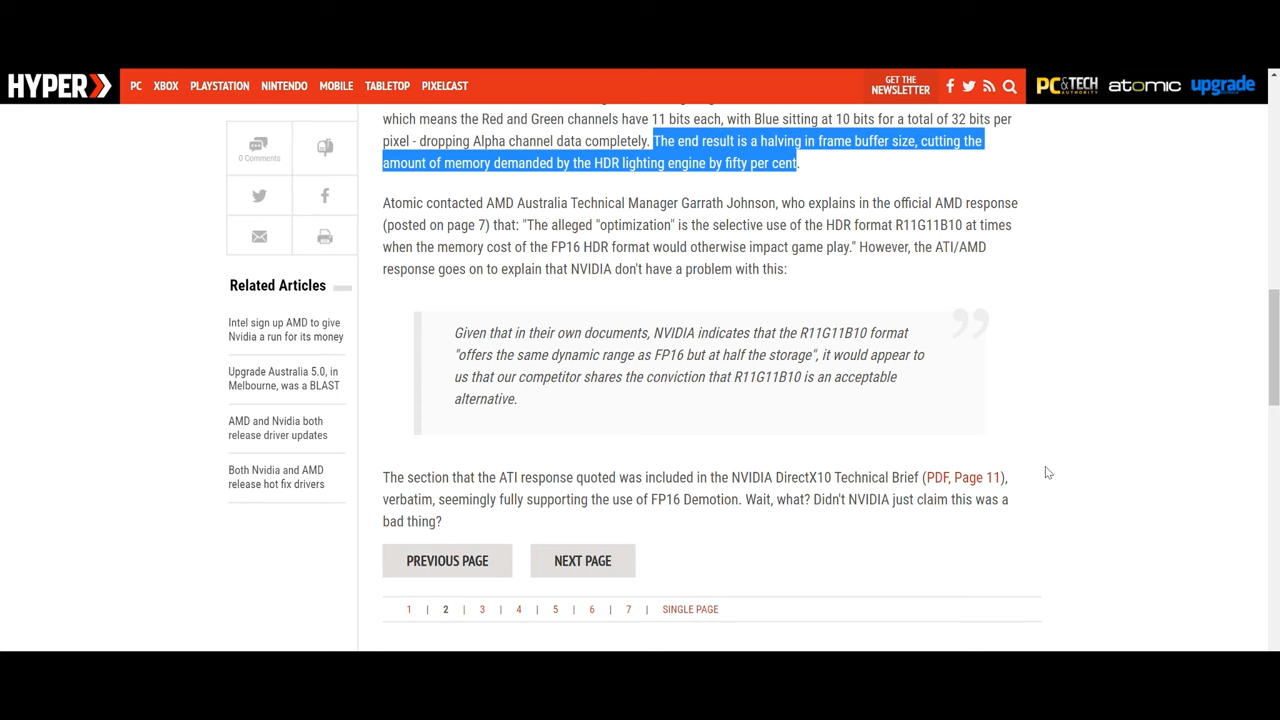 HYPER
PC
XBOX
PLAYSTATION
NINTENDO
MOBILE
TABLETOP
PIXELCAST
GET THE
NEWSLETTER
PC&TECH
AUTHORITY
atomic
upgrade
0 Comments
Related Articles
Intel sign up AMD to give
Nvidia a run for its money
Upgrade Australia 5.0, in
Melbourne, was a BLAST
AMD and Nvidia both
release driver updates
Both Nvidia and AMD
release hot fix drivers
which means the Red and Green channels have 11 bits each, with Blue sitting at 10 bits for a total of 32 bits per
pixel - dropping Alpha channel data completely. The end result is a halving in frame buffer size, cutting the
amount of memory demanded by the HDR lighting engine by fifty per cent.
Atomic contacted AMD Australia Technical Manager Garrath Johnson, who explains in the official AMD response
(posted on page 7) that: "The alleged "optimization" is the selective use of the HDR format R11G11B10 at times
when the memory cost of the FP16 HDR format would otherwise impact game play." However, the ATI/AMD
response goes on to explain that NVIDIA don't have a problem with this:
Given that in their own documents, NVIDIA indicates that the R11G11B10 format
"offers the same dynamic range as FP16 but at half the storage", it would appear to
us that our competitor shares the conviction that R11G11B10 is an acceptable
alternative.
The section that the ATI response quoted was included in the NVIDIA DirectX10 Technical Brief (PDF, Page 11),
verbatim, seemingly fully supporting the use of FP16 Demotion. Wait, what? Didn't NVIDIA just claim this was a
bad thing?
PREVIOUS PAGE
NEXT PAGE
1 | 2 | 3 | 4 | 5 | 6 | 7 | SINGLE PAGE